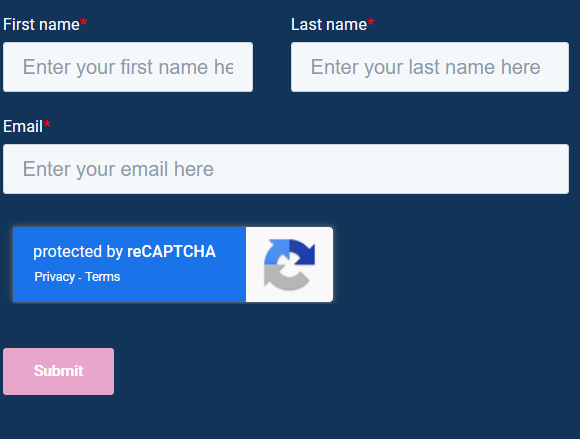 First name*
Last name*
Enter your first name he
Enter your last name here
Email*
Enter your email here
protected by reCAPTCHA
Privacy - Terms
Submit